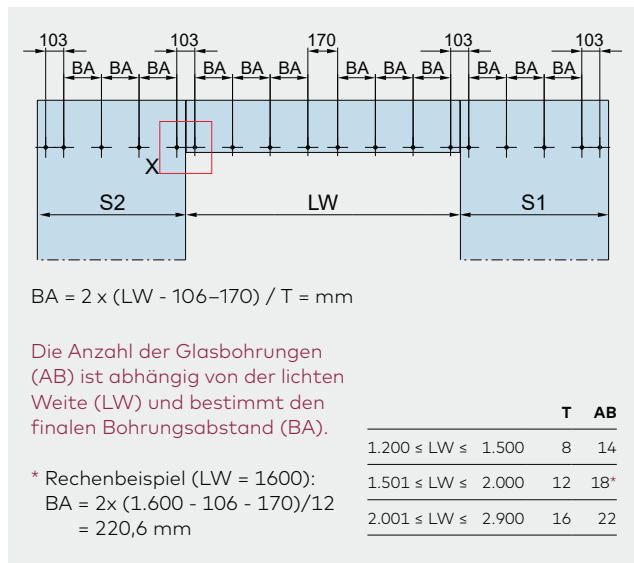 103 103 170 103 103
BA BA BA BA BA BA BA BA BA BA BA BA
X
S2 LW S1
BA = 2 x (LW - 106–170) / T = mm
Die Anzahl der Glasbohrungen
(AB) ist abhängig von der lichten
Weite (LW) und bestimmt den
finalen Bohrungsabstand (BA).
* Rechenbeispiel (LW = 1600):
BA = 2x (1.600 - 106 - 170)/12
= 220,6 mm
T AB
1.200 ≤ LW ≤ 1.500 8 14
1.501 ≤ LW ≤ 2.000 12 18*
2.001 ≤ LW ≤ 2.900 16 22